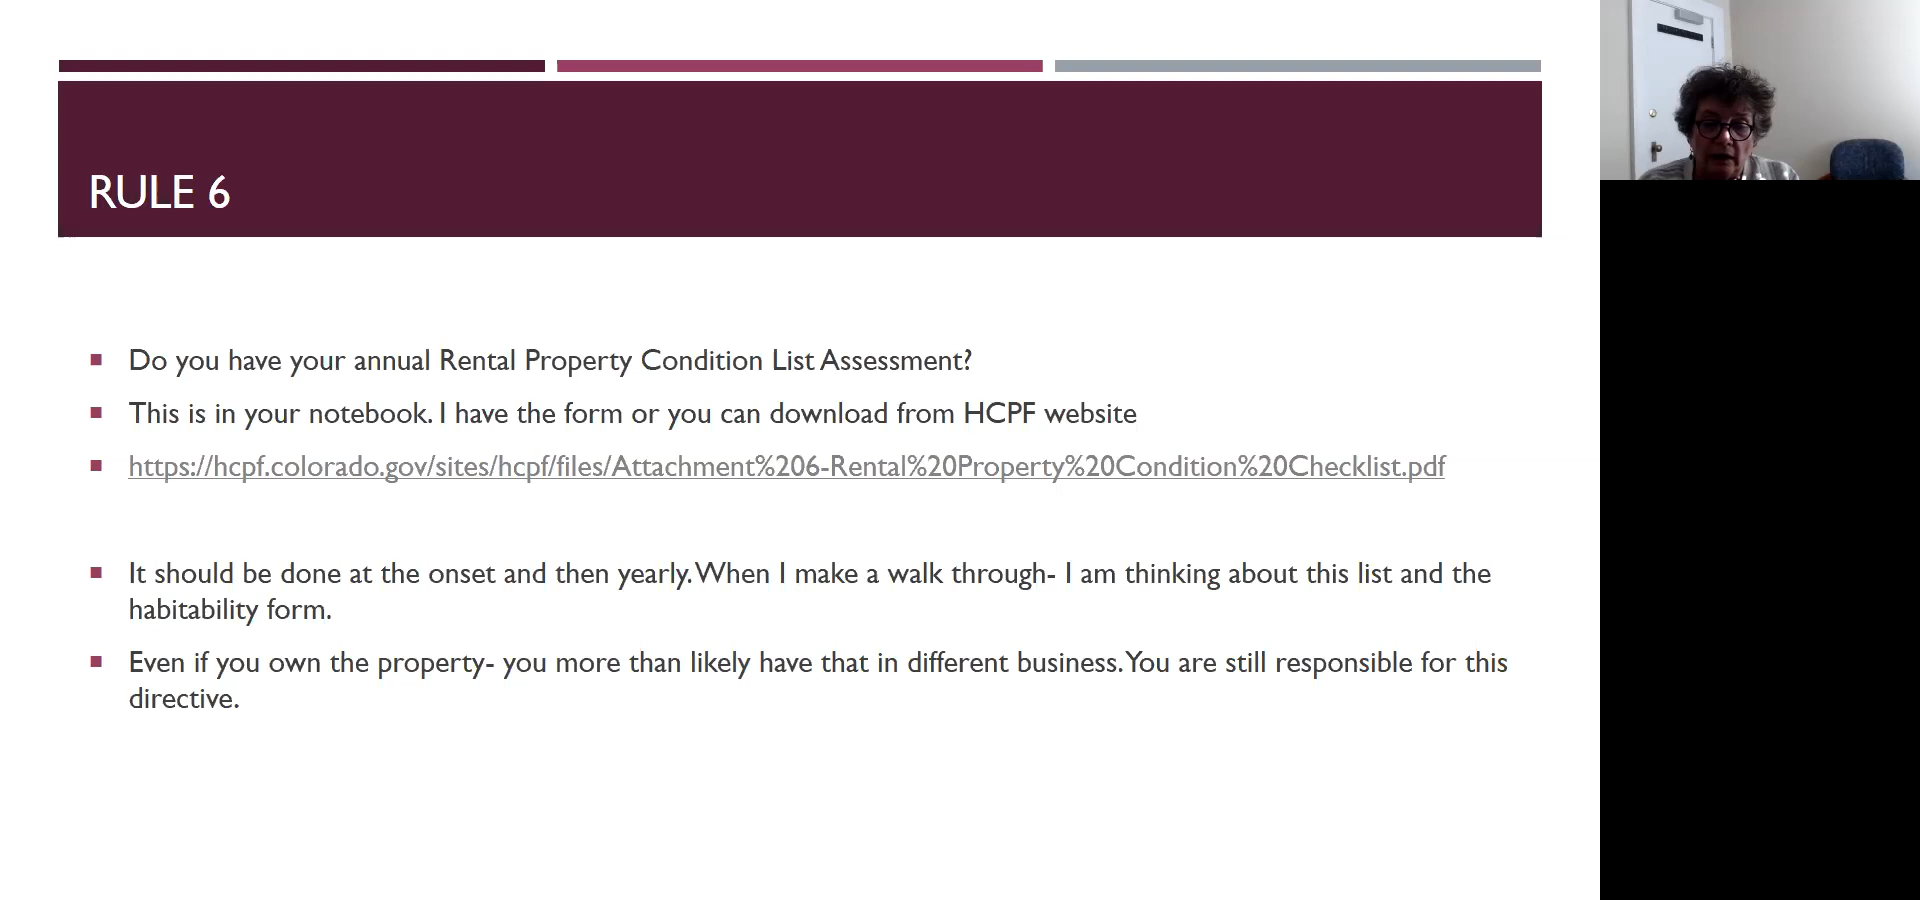 RULE 6
Do you have your annual Rental Property Condition List Assessment?
This is in your notebook. I have the form or you can download from HCPF website
https://hcpf.colorado.gov/sites/hcpf/files/Attachment%206-Rental%20Property%20Condition%20Checklist.pdf
It should be done at the onset and then yearly. When I make a walk through- I am thinking about this list and the
habitability form.
Even if you own the property- you more than likely have that in different business. You are still responsible for this
directive.